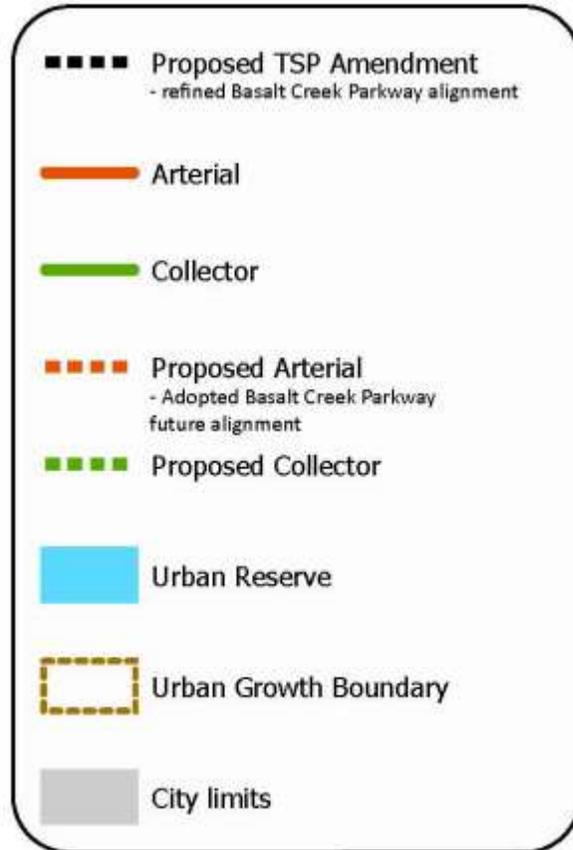 Proposed TSP Amendment
- refined Basalt Creek Parkway alignment
Arterial
Collector
Proposed Arterial
- Adopted Basalt Creek Parkway
future alignment
Proposed Collector
Urban Reserve
Urban Growth Boundary
City limits